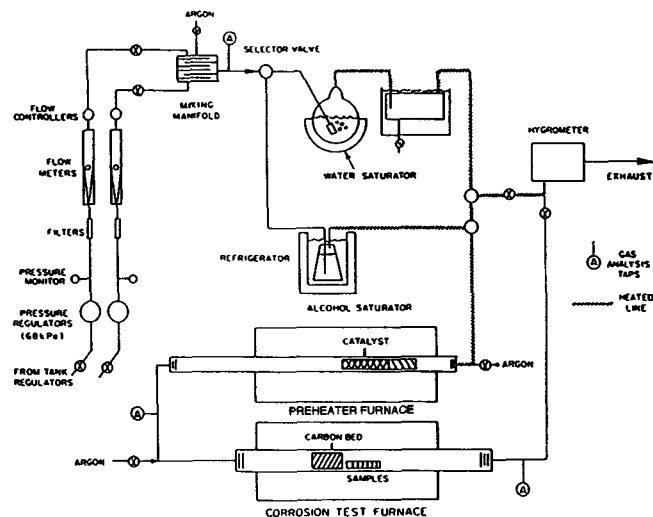 ARGON
A
SELECTOR VALVE
MIXING
MANIFOLD
FLOW
CONTROLLERS
FLOW
METERS
FILTERS
PRESSURE
MONITOR
PRESSURE
REGULATORS
(68kPa)
FROM TANK
REGULATORS
WATER SATURATOR
REFRIGERATOR
ALCOHOL SATURATOR
HYGROMETER
EXHAUST
A
GAS
ANALYSIS
TAPS
HEATED
LINE
CATALYST
ARGON
PREHEATER FURNACE
A
CARBON BED
ARGON
SAMPLES
A
CORROSION TEST FURNACE